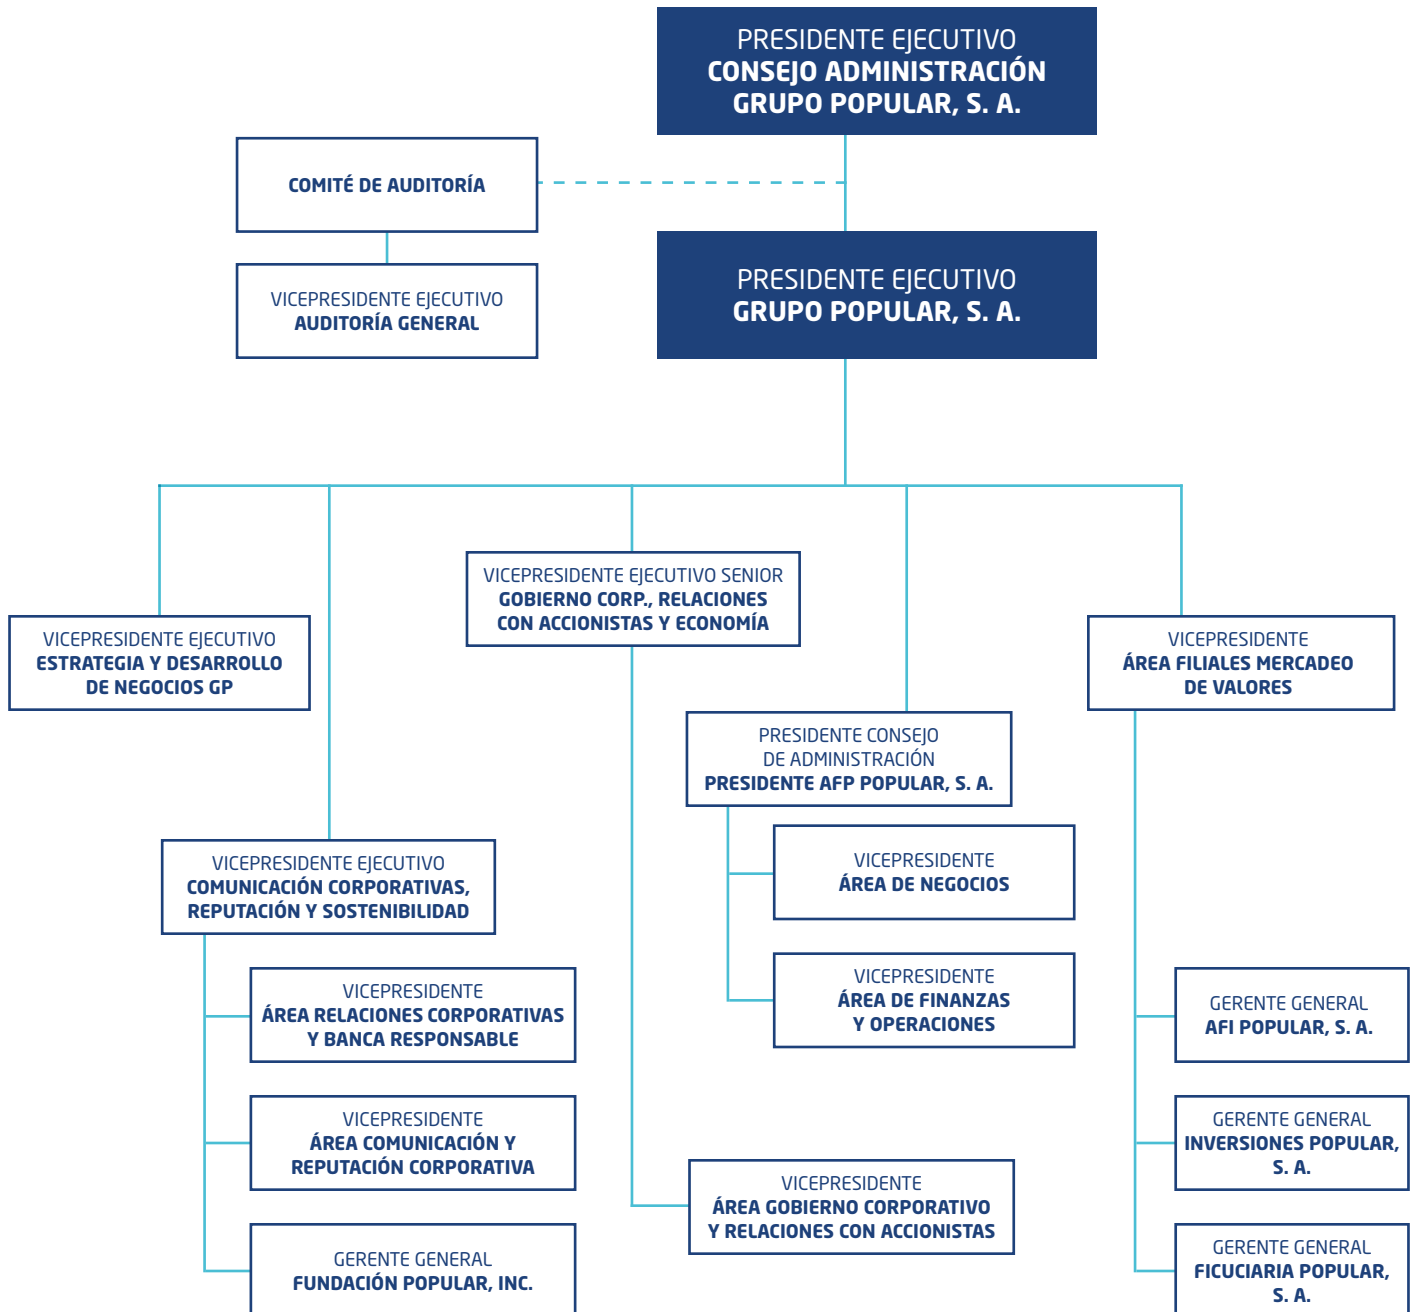 PRESIDENTE EJECUTIVO
CONSEJO ADMINISTRACIÓN
GRUPO POPULAR, S. A.
COMITÉ DE AUDITORÍA
VICEPRESIDENTE EJECUTIVO
AUDITORÍA GENERAL
PRESIDENTE EJECUTIVO
GRUPO POPULAR, S. A.
VICEPRESIDENTE EJECUTIVO
ESTRATEGIA Y DESARROLLO
DE NEGOCIOS GP
VICEPRESIDENTE EJECUTIVO
COMUNICACIÓN CORPORATIVAS,
REPUTACIÓN Y SOSTENIBILIDAD
VICEPRESIDENTE
ÁREA RELACIONES CORPORATIVAS
Y BANCA RESPONSABLE
VICEPRESIDENTE
ÁREA COMUNICACIÓN Y
REPUTACIÓN CORPORATIVA
GERENTE GENERAL
FUNDACIÓN POPULAR, INC.
VICEPRESIDENTE EJECUTIVO SENIOR
GOBIERNO CORP., RELACIONES
CON ACCIONISTAS Y ECONOMÍA
VICEPRESIDENTE
ÁREA GOBIERNO CORPORATIVO
Y RELACIONES CON ACCIONISTAS
PRESIDENTE CONSEJO
DE ADMINISTRACIÓN
PRESIDENTE AFP POPULAR, S. A.
VICEPRESIDENTE
ÁREA DE NEGOCIOS
VICEPRESIDENTE
ÁREA DE FINANZAS
Y OPERACIONES
VICEPRESIDENTE
ÁREA FILIALES MERCADEO
DE VALORES
GERENTE GENERAL
AFI POPULAR, S. A.
GERENTE GENERAL
INVERSIONES POPULAR,
S. A.
GERENTE GENERAL
FICUCIARIA POPULAR,
S. A.